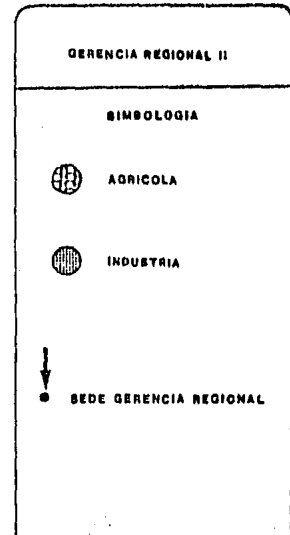 GERENCIA REGIONAL II
SIMBOLOGIA
AGRICOLA
INDUSTRIA
SEDE GERENCIA REGIONAL